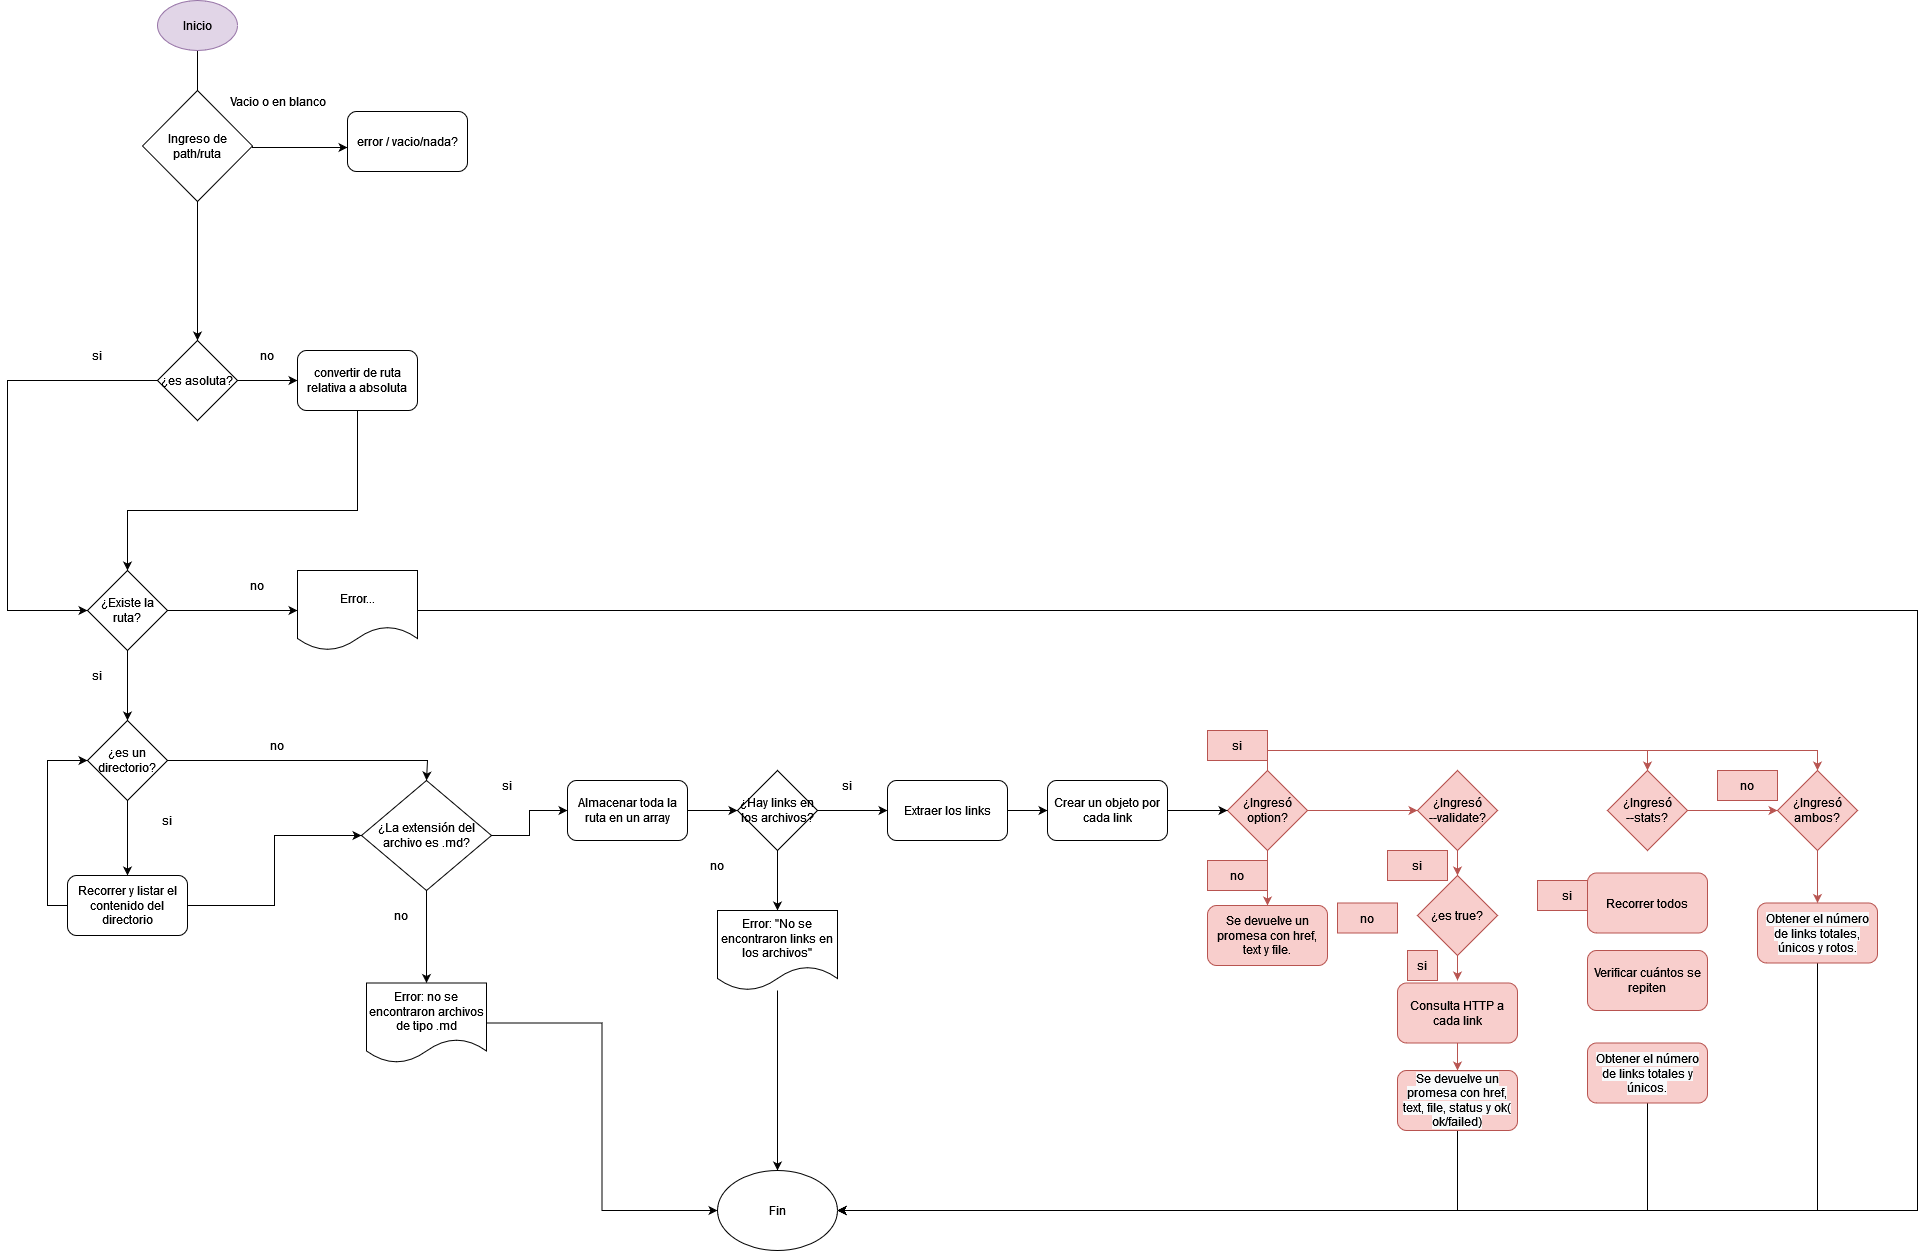 Inicio
Vacio o en blanco
Ingreso de
path/ruta
error / vacio/nada?
si
no
¿es asoluta?
convertir de ruta
relativa a absoluta
¿Existe la
ruta?
no
Error...
si
¿es un
directorio?
no
si
Recorrer y listar el
contenido del
directorio
¿La extensión del
archivo es .md?
si
no
Error: no se
encontraron archivos
de tipo .md
Almacenar toda la
ruta en un array
¿Hay links en
los archivos?
si
no
Error: "No se
encontraron links en
los archivos"
Extraer los links
Crear un objeto por
cada link
si
¿Ingresó
option?
no
Se devuelve un
promesa con href,
text y file.
¿Ingresó
--validate?
si
no
¿es true?
si
Consulta HTTP a
cada link
Se devuelve un
promesa con href,
text, file, status y ok(
ok/failed)
¿Ingresó
--stats?
no
si
Recorrer todos
Verificar cuántos se
repiten
Obtener el número
de links totales y
únicos.
¿Ingresó
ambos?
Obtener el número
de links totales,
únicos y rotos.
Fin